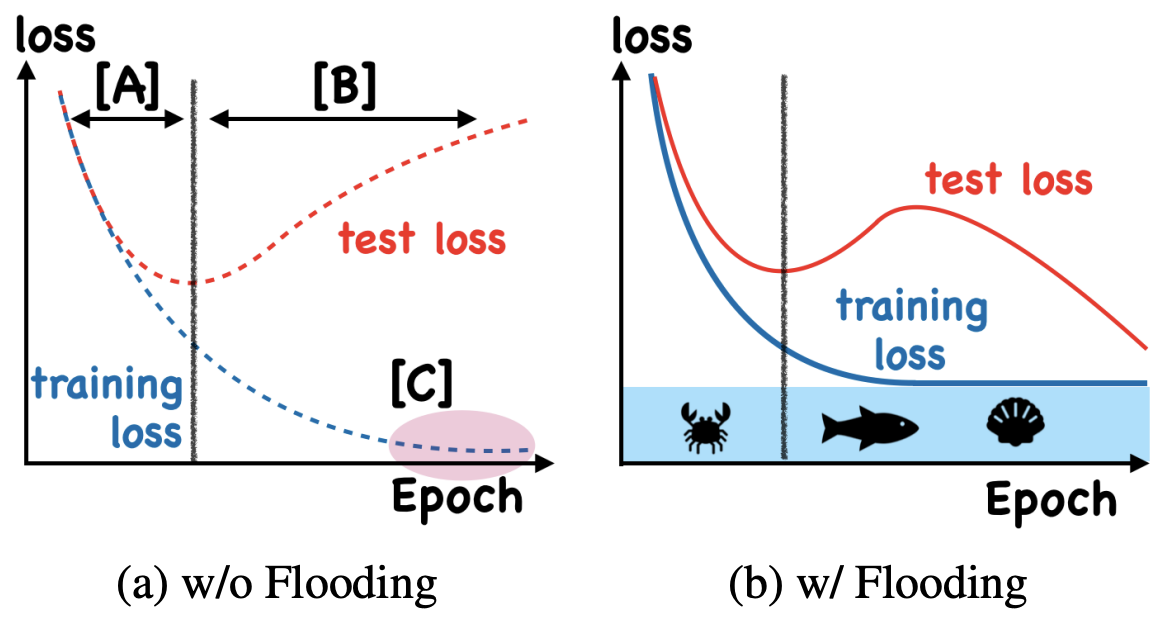 loss
[A]
[B]
test loss
training
loss
[C]
Epoch
(a) w/o Flooding
loss
test loss
training
loss
Epoch
(b) w/ Flooding